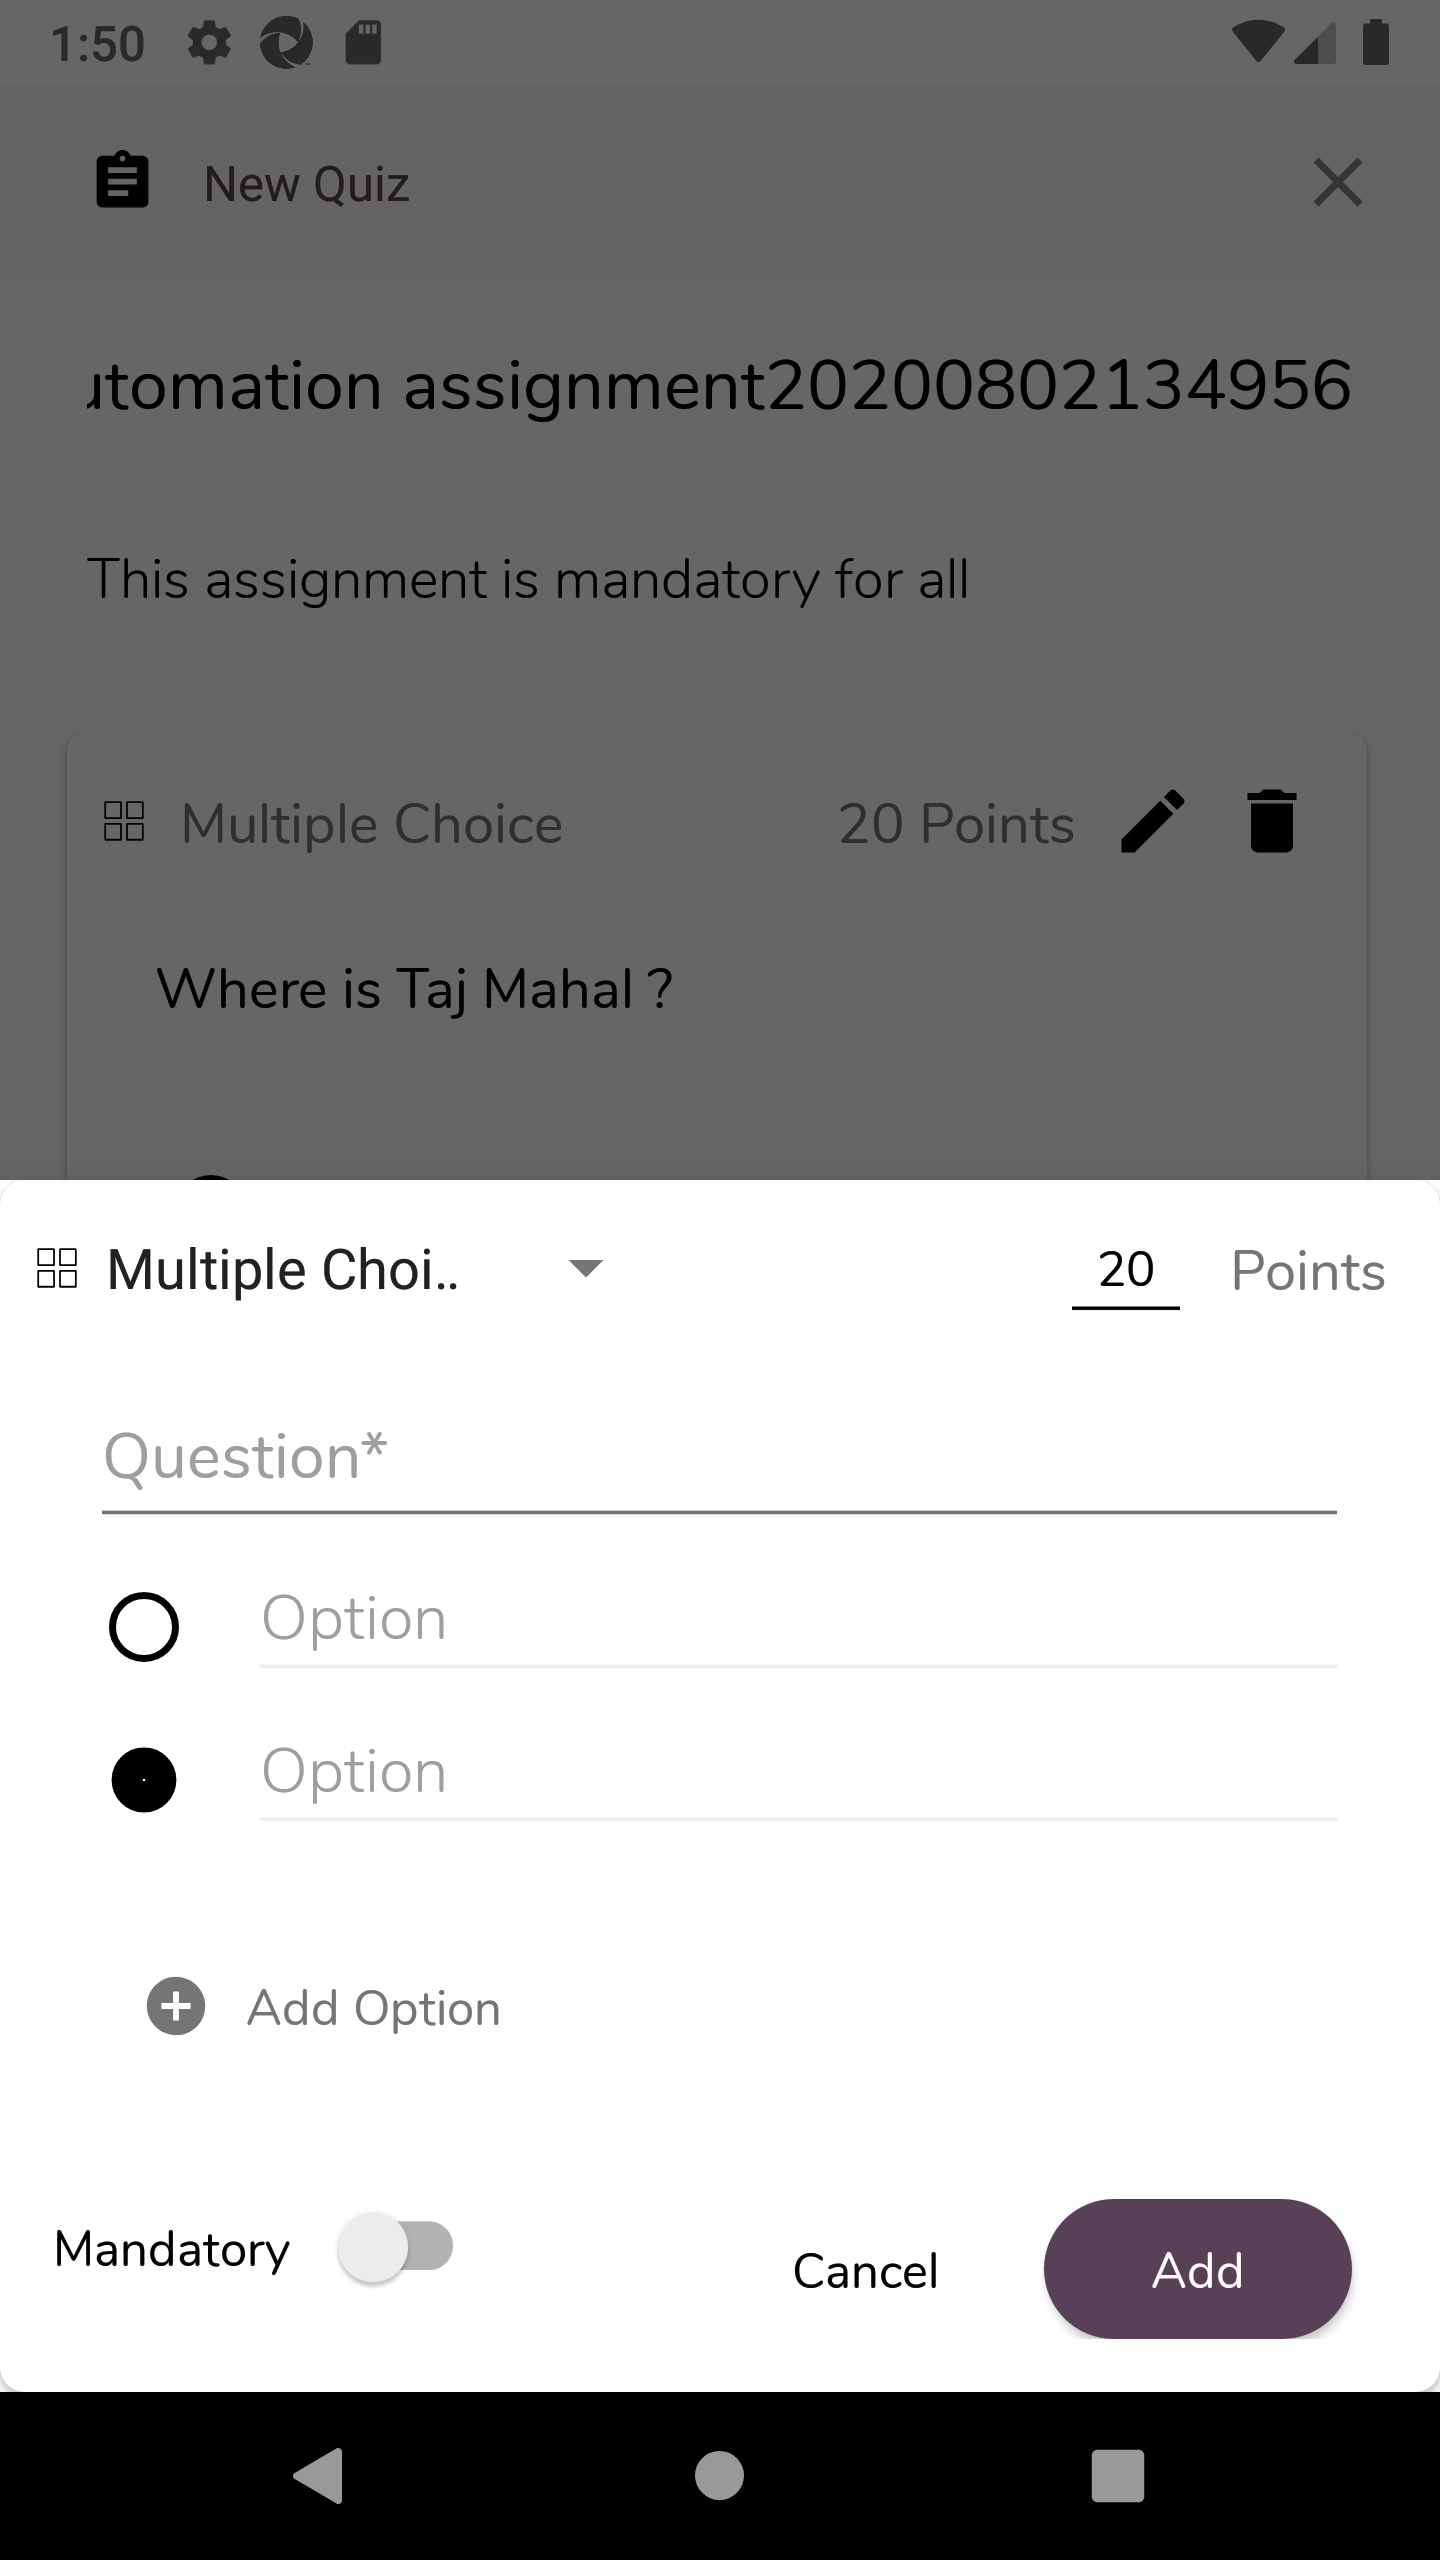 1:50
New Quiz
utomation assignment20200802134956
This assignment is mandatory for all
Multiple Choice 20 Points
Where is Taj Mahal ?
Multiple Choi.. 20 Points
Question*
Option
Option
Add Option
Mandatory Cancel Add